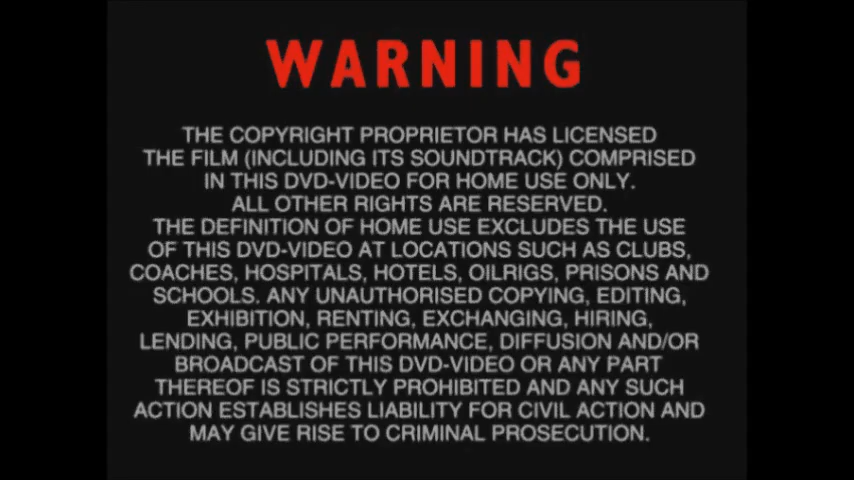 WARNING
THE COPYRIGHT PROPRIETOR HAS LICENSED
THE FILM (INCLUDING ITS SOUNDTRACK) COMPRISED
IN THIS DVD-VIDEO FOR HOME USE ONLY.
ALL OTHER RIGHTS ARE RESERVED.
THE DEFINITION OF HOME USE EXCLUDES THE USE
OF THIS DVD-VIDEO AT LOCATIONS SUCH AS CLUBS,
COACHES, HOSPITALS, HOTELS, OILRIGS, PRISONS AND
SCHOOLS. ANY UNAUTHORISED COPYING, EDITING,
EXHIBITION, RENTING, EXCHANGING, HIRING,
LENDING, PUBLIC PERFORMANCE, DIFFUSION AND/OR
BROADCAST OF THIS DVD-VIDEO OR ANY PART
THEREOF IS STRICTLY PROHIBITED AND ANY SUCH
ACTION ESTABLISHES LIABILITY FOR CIVIL ACTION AND
MAY GIVE RISE TO CRIMINAL PROSECUTION.